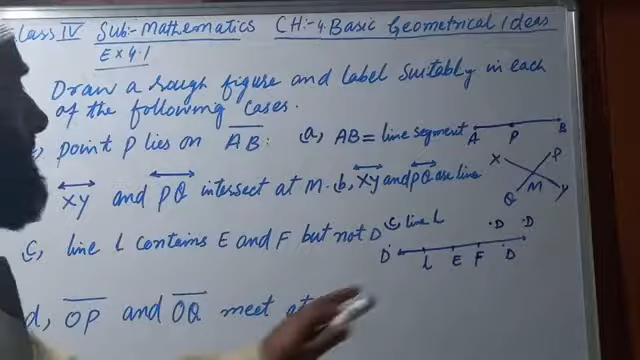 Class IV Sub:- Mathematics CH:-4. Basic Geometrical Ideas
Ex 4.1
Draw a rough figure and label suitably in each
of the following cases.
point P lies on AB: (a) AB = line segment A P B
XY and PQ intersect at M. b, XY and PQ are line X P Q M Y
C, line L contains E and F but not D (c) line L .D .D
D L E F D
d, OP and OQ meet at